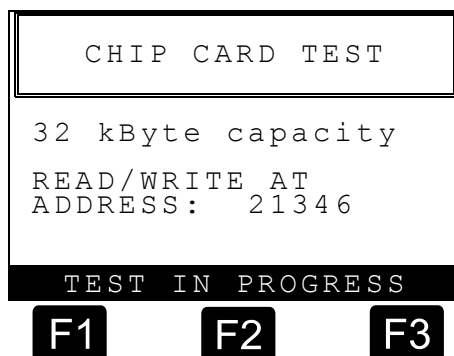 CHIP CARD TEST
32 kByte capacity
READ/WRITE AT
ADDRESS: 21346
TEST IN PROGRESS
F1 F2 F3